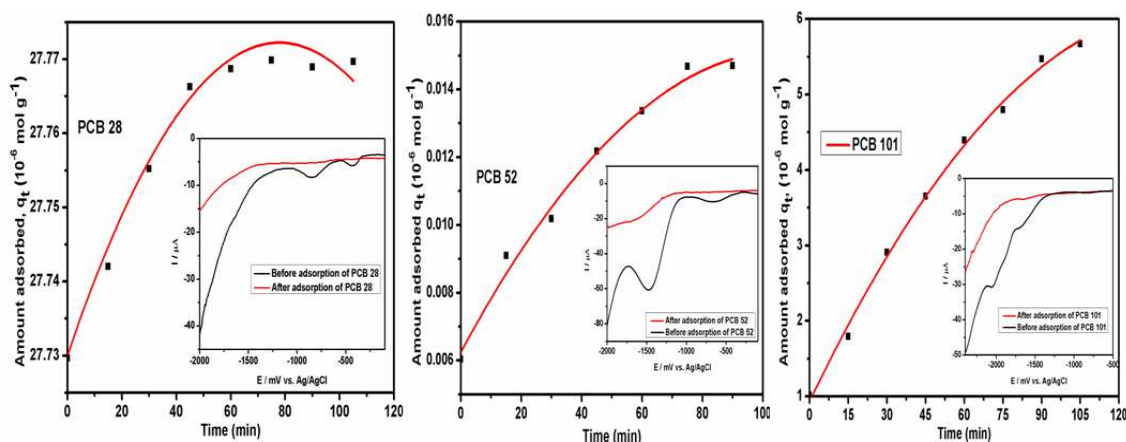 27.77
27.76
27.75
27.74
27.73
Amount adsorbed, qt (10-6 mol g-1)
PCB 28
0
-5
-10
-20
-30
-40
I / μA
Before adsorption of PCB 28
After adsorption of PCB 28
-2000 -1500 -1000 -500
E / mV vs. Ag/AgCl
0 20 40 60 80 100 120
Time (min)
0.016
0.014
0.012
0.010
0.008
0.006
Amount adsorbed qt (10-6 mol g-1)
PCB 52
0
-20
-40
-60
-80
I / μA
After adsorption of PCB 52
Before adsorption of PCB 52
-2000 -1500 -1000 -500
E / mV vs. Ag/AgCl
0 20 40 60 80 100
Time (min)
6
5
4
3
2
1
Amount adsorbed qt, (10-6 mol g-1)
PCB 101
0
-10
-20
-30
-40
-50
I / μA
After adsorption of PCB 101
Before adsorption of PCB 101
-2000 -1500 -1000 -500
E / mV vs. Ag/AgCl
0 15 30 45 60 75 90 105 120
Time (min)